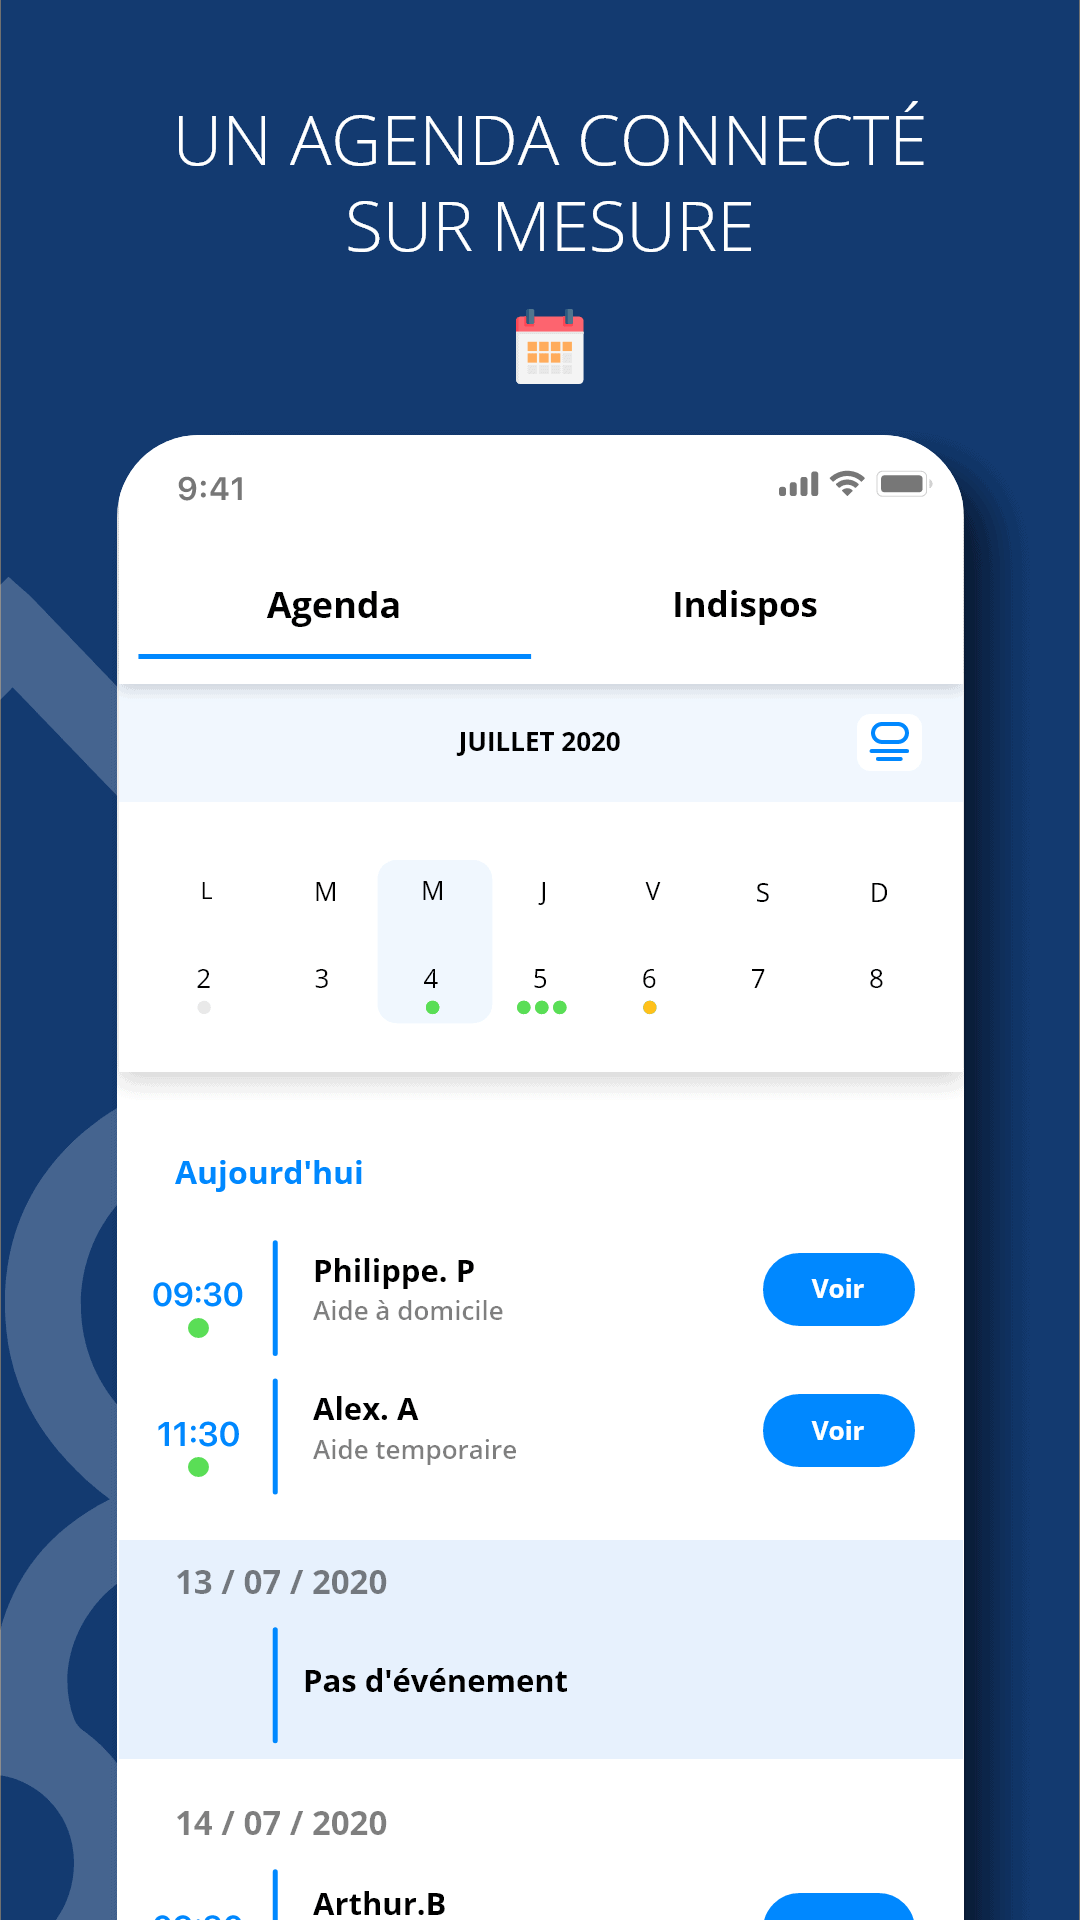 UN AGENDA CONNECTÉ
SUR MESURE
9:41
Agenda Indispos
JUILLET 2020
L M M J V S D
2 3 4 5 6 7 8
Aujourd'hui
09:30
Philippe. P
Aide à domicile
Voir
11:30
Alex. A
Aide temporaire
Voir
13 / 07 / 2020
Pas d'événement
14 / 07 / 2020
Arthur.B